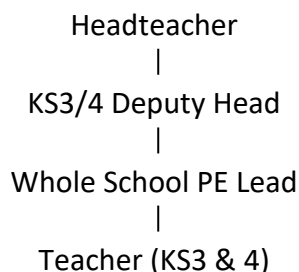 Headteacher
|
KS3/4 Deputy Head
|
Whole School PE Lead
|
Teacher (KS3 & 4)